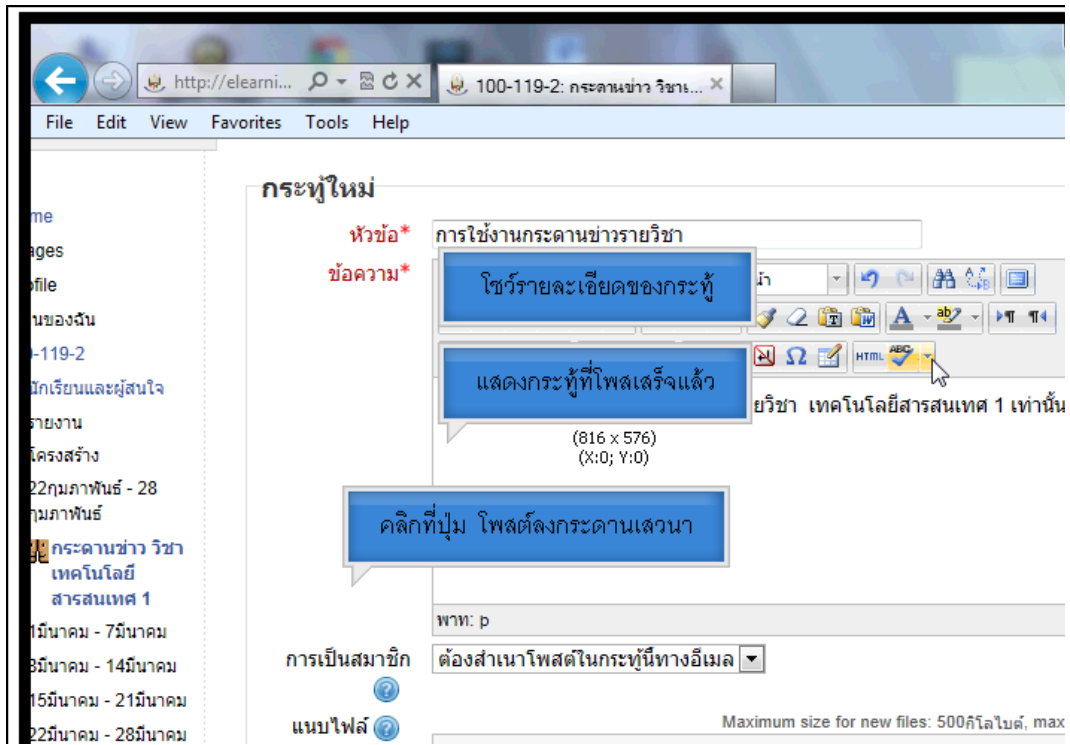 http://elearni...
100-119-2: กระดานข่าว วิชาเ...
File Edit View Favorites Tools Help
กระทู้ใหม่
me
ages
ofile
นของฉัน
-119-2
นักเรียนและผู้สนใจ
รายงาน
โครงสร้าง
22กุมภาพันธ์ - 28
กุมภาพันธ์
กระดานข่าว วิชา
เทคโนโลยี
สารสนเทศ 1
1มีนาคม - 7มีนาคม
8มีนาคม - 14มีนาคม
15มีนาคม - 21มีนาคม
22มีนาคม - 28มีนาคม
หัวข้อ* การใช้งานกระดานข่าวรายวิชา
ข้อความ*
โชว์รายละเอียดของกระทู้
HTML ABC
แสดงกระทู้ที่โพสเสร็จแล้ว
ยวิชา เทคโนโลยีสารสนเทศ 1 เท่านั้น
(816 x 576)
(X:0; Y:0)
คลิกที่ปุ่ม โพสต์ลงกระดานเสวนา
พาท: p
การเป็นสมาชิก ต้องสำเนาโพสต์ในกระทู้นี้ทางอีเมล
แนบไฟล์
Maximum size for new files: 500กิโลไบต์, max